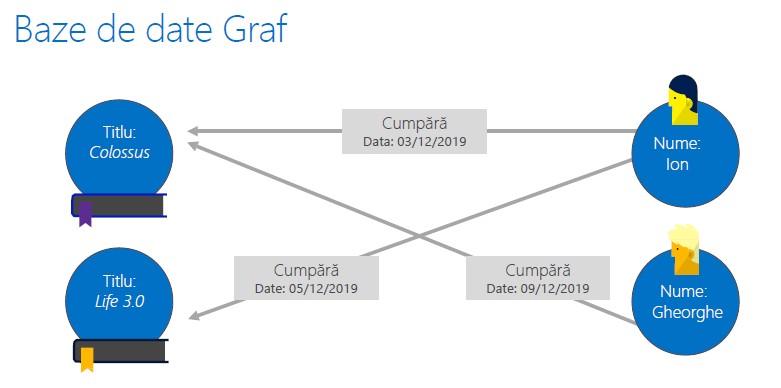 Baze de date Graf
Titlu:
Colossus
Cumpără
Data: 03/12/2019
Nume:
Ion
Titlu:
Life 3.0
Cumpără
Date: 05/12/2019
Cumpără
Date: 09/12/2019
Nume:
Gheorghe